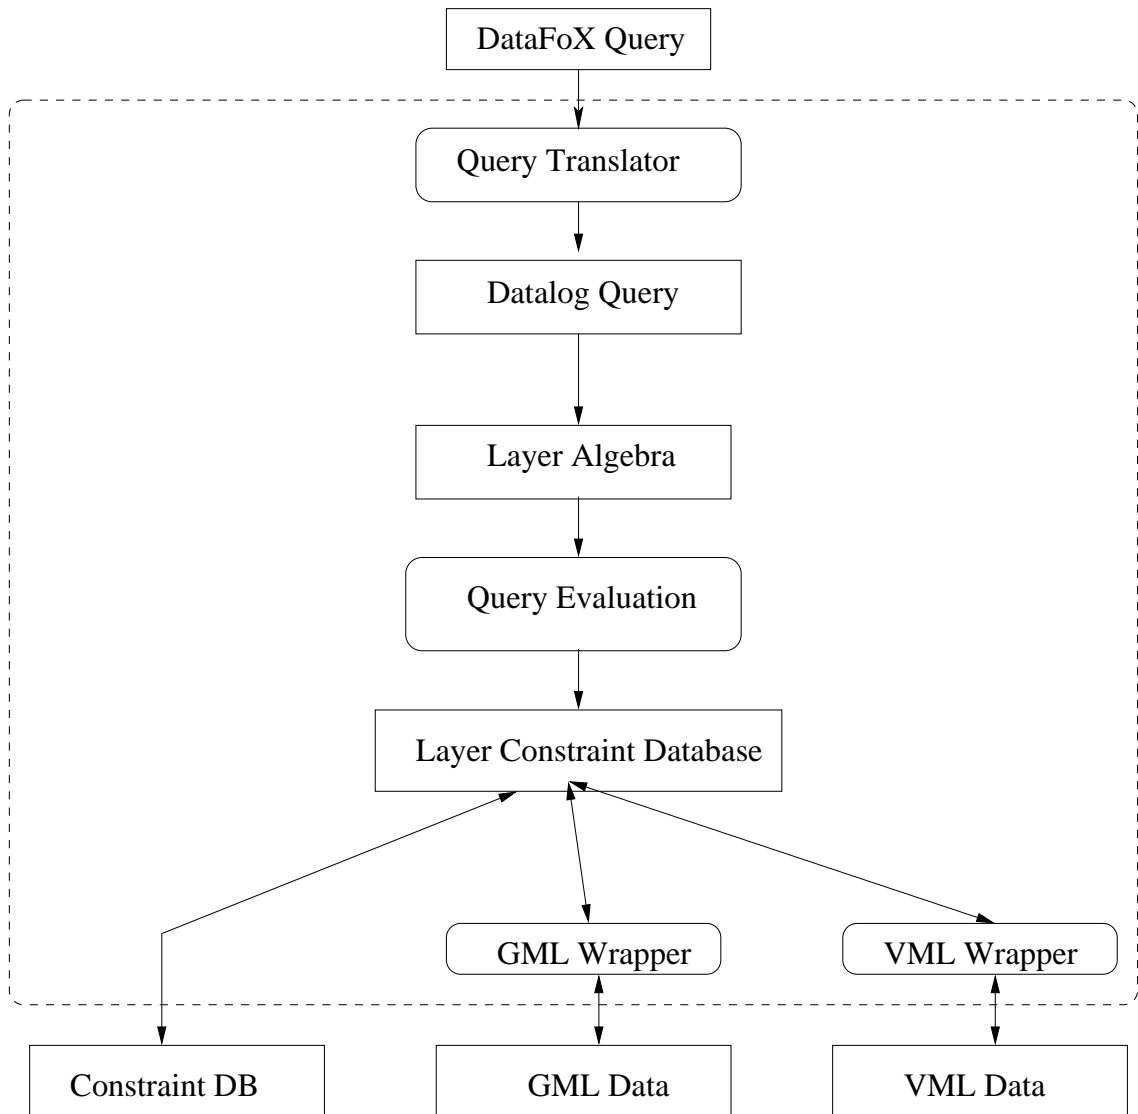 DataFoX Query
Query Translator
Datalog Query
Layer Algebra
Query Evaluation
Layer Constraint Database
GML Wrapper
VML Wrapper
Constraint DB
GML Data
VML Data